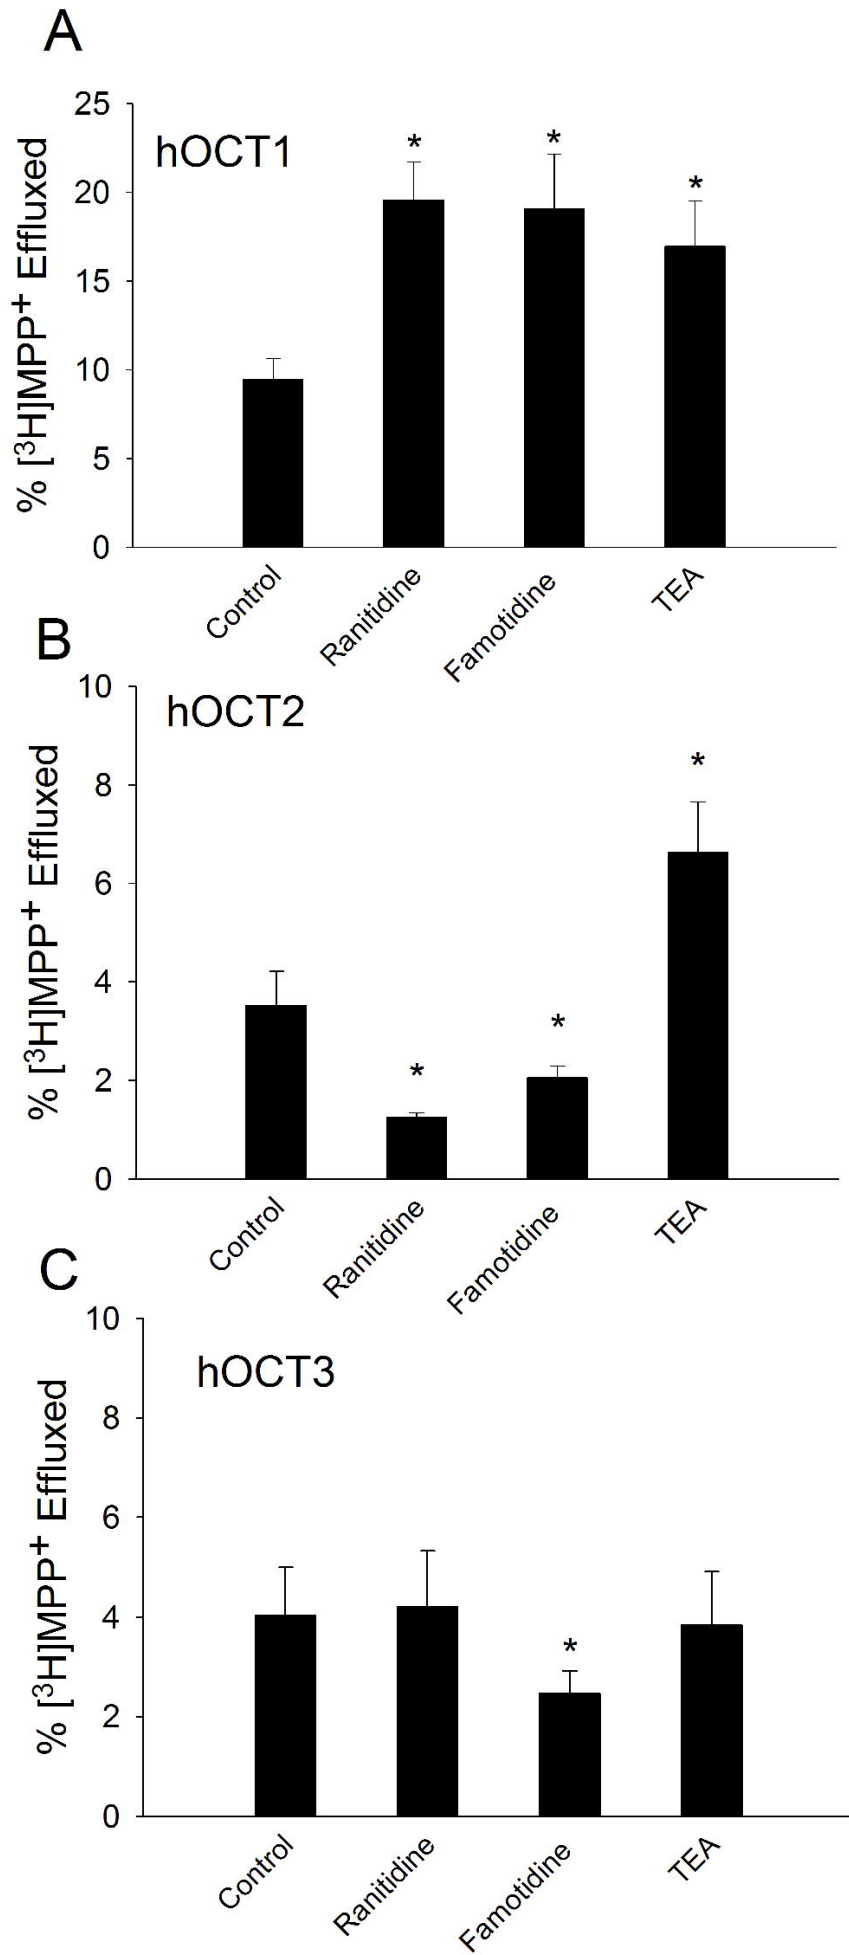 A
hOCT1
% [³H]MPP⁺ Effluxed
25
20
15
10
5
0
*
*
*
Control
Ranitidine
Famotidine
TEA
B
hOCT2
% [³H]MPP⁺ Effluxed
10
8
6
4
2
0
*
*
*
Control
Ranitidine
Famotidine
TEA
C
hOCT3
% [³H]MPP⁺ Effluxed
10
8
6
4
2
0
*
Control
Ranitidine
Famotidine
TEA